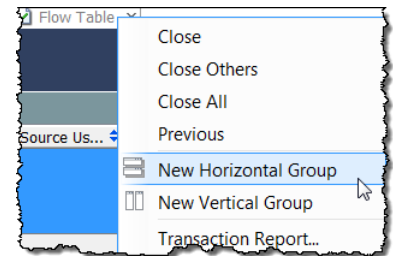 Flow Table
Close
Close Others
Close All
Previous
Source Us...
New Horizontal Group
New Vertical Group
Transaction Report...